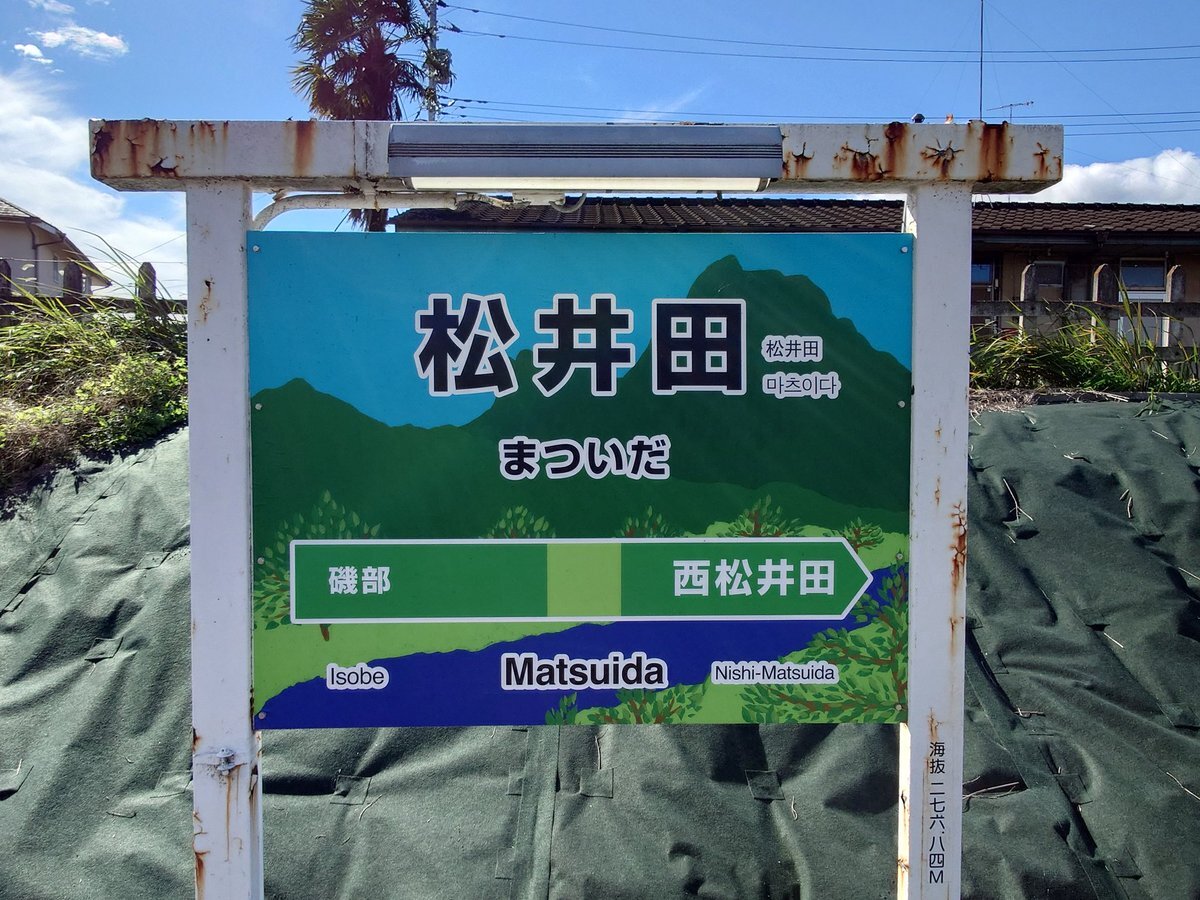 松井田
松井田
마츠이다
まついだ
磯部
西松井田
Isobe
Matsuida
Nishi-Matsuida
海抜二七六.八四M